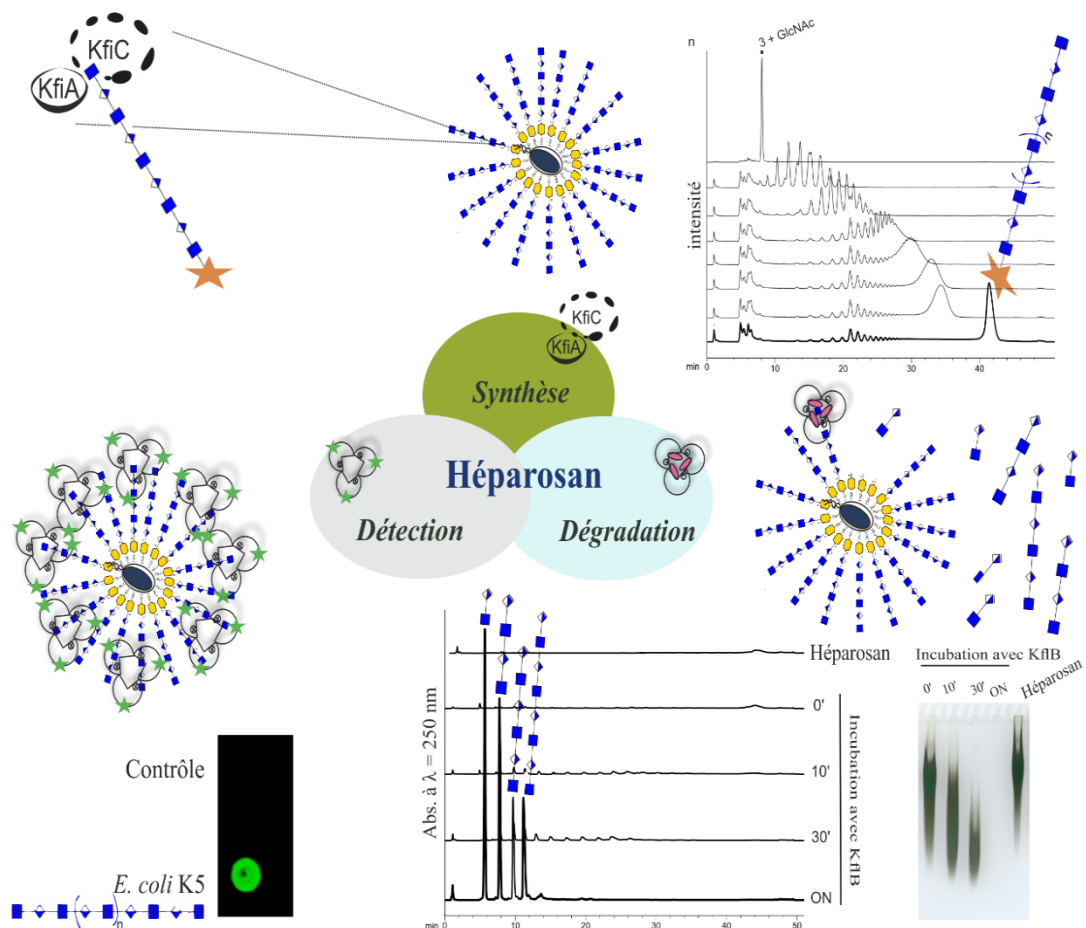 KfiC
KfiA
n
3 + GlcNAc
n
intensité
min
0
10
20
30
40
KfiC
KfiA
Synthèse
Héparosan
Détection
Dégradation
Héparosan
0'
10'
30'
ON
Incubation avec KflB
Abs. à λ = 250 nm
min
0
10
20
30
40
50
Incubation avec KflB
0'
10'
30'
ON
Héparosan
Contrôle
E. coli K5
n